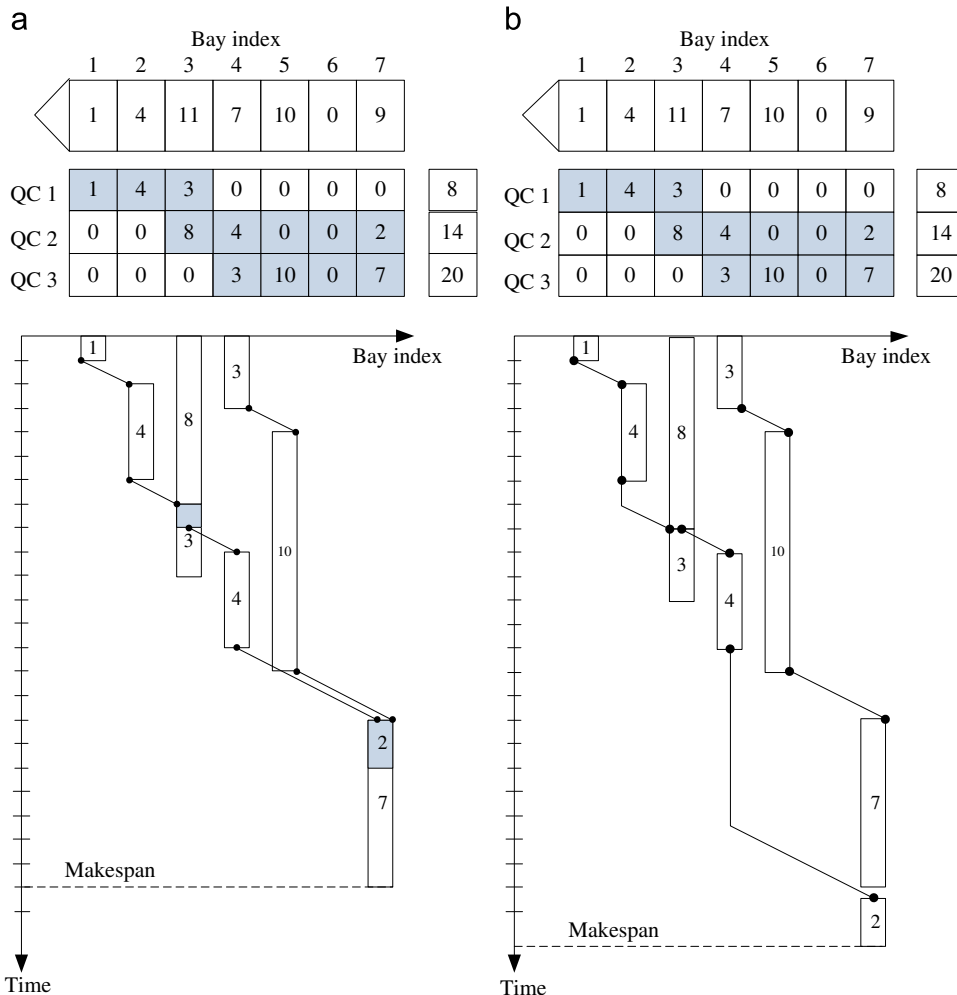 a
Bay index
1 2 3 4 5 6 7
1 4 11 7 10 0 9
QC 1 1 4 3 0 0 0 0 8
QC 2 0 0 8 4 0 0 2 14
QC 3 0 0 0 3 10 0 7 20
Bay index
1
3
8
4
3
10
4
2
7
Makespan
Time
b
Bay index
1 2 3 4 5 6 7
1 4 11 7 10 0 9
QC 1 1 4 3 0 0 0 0 8
QC 2 0 0 8 4 0 0 2 14
QC 3 0 0 0 3 10 0 7 20
Bay index
1
3
8
4
10
3
4
7
2
Makespan
Time